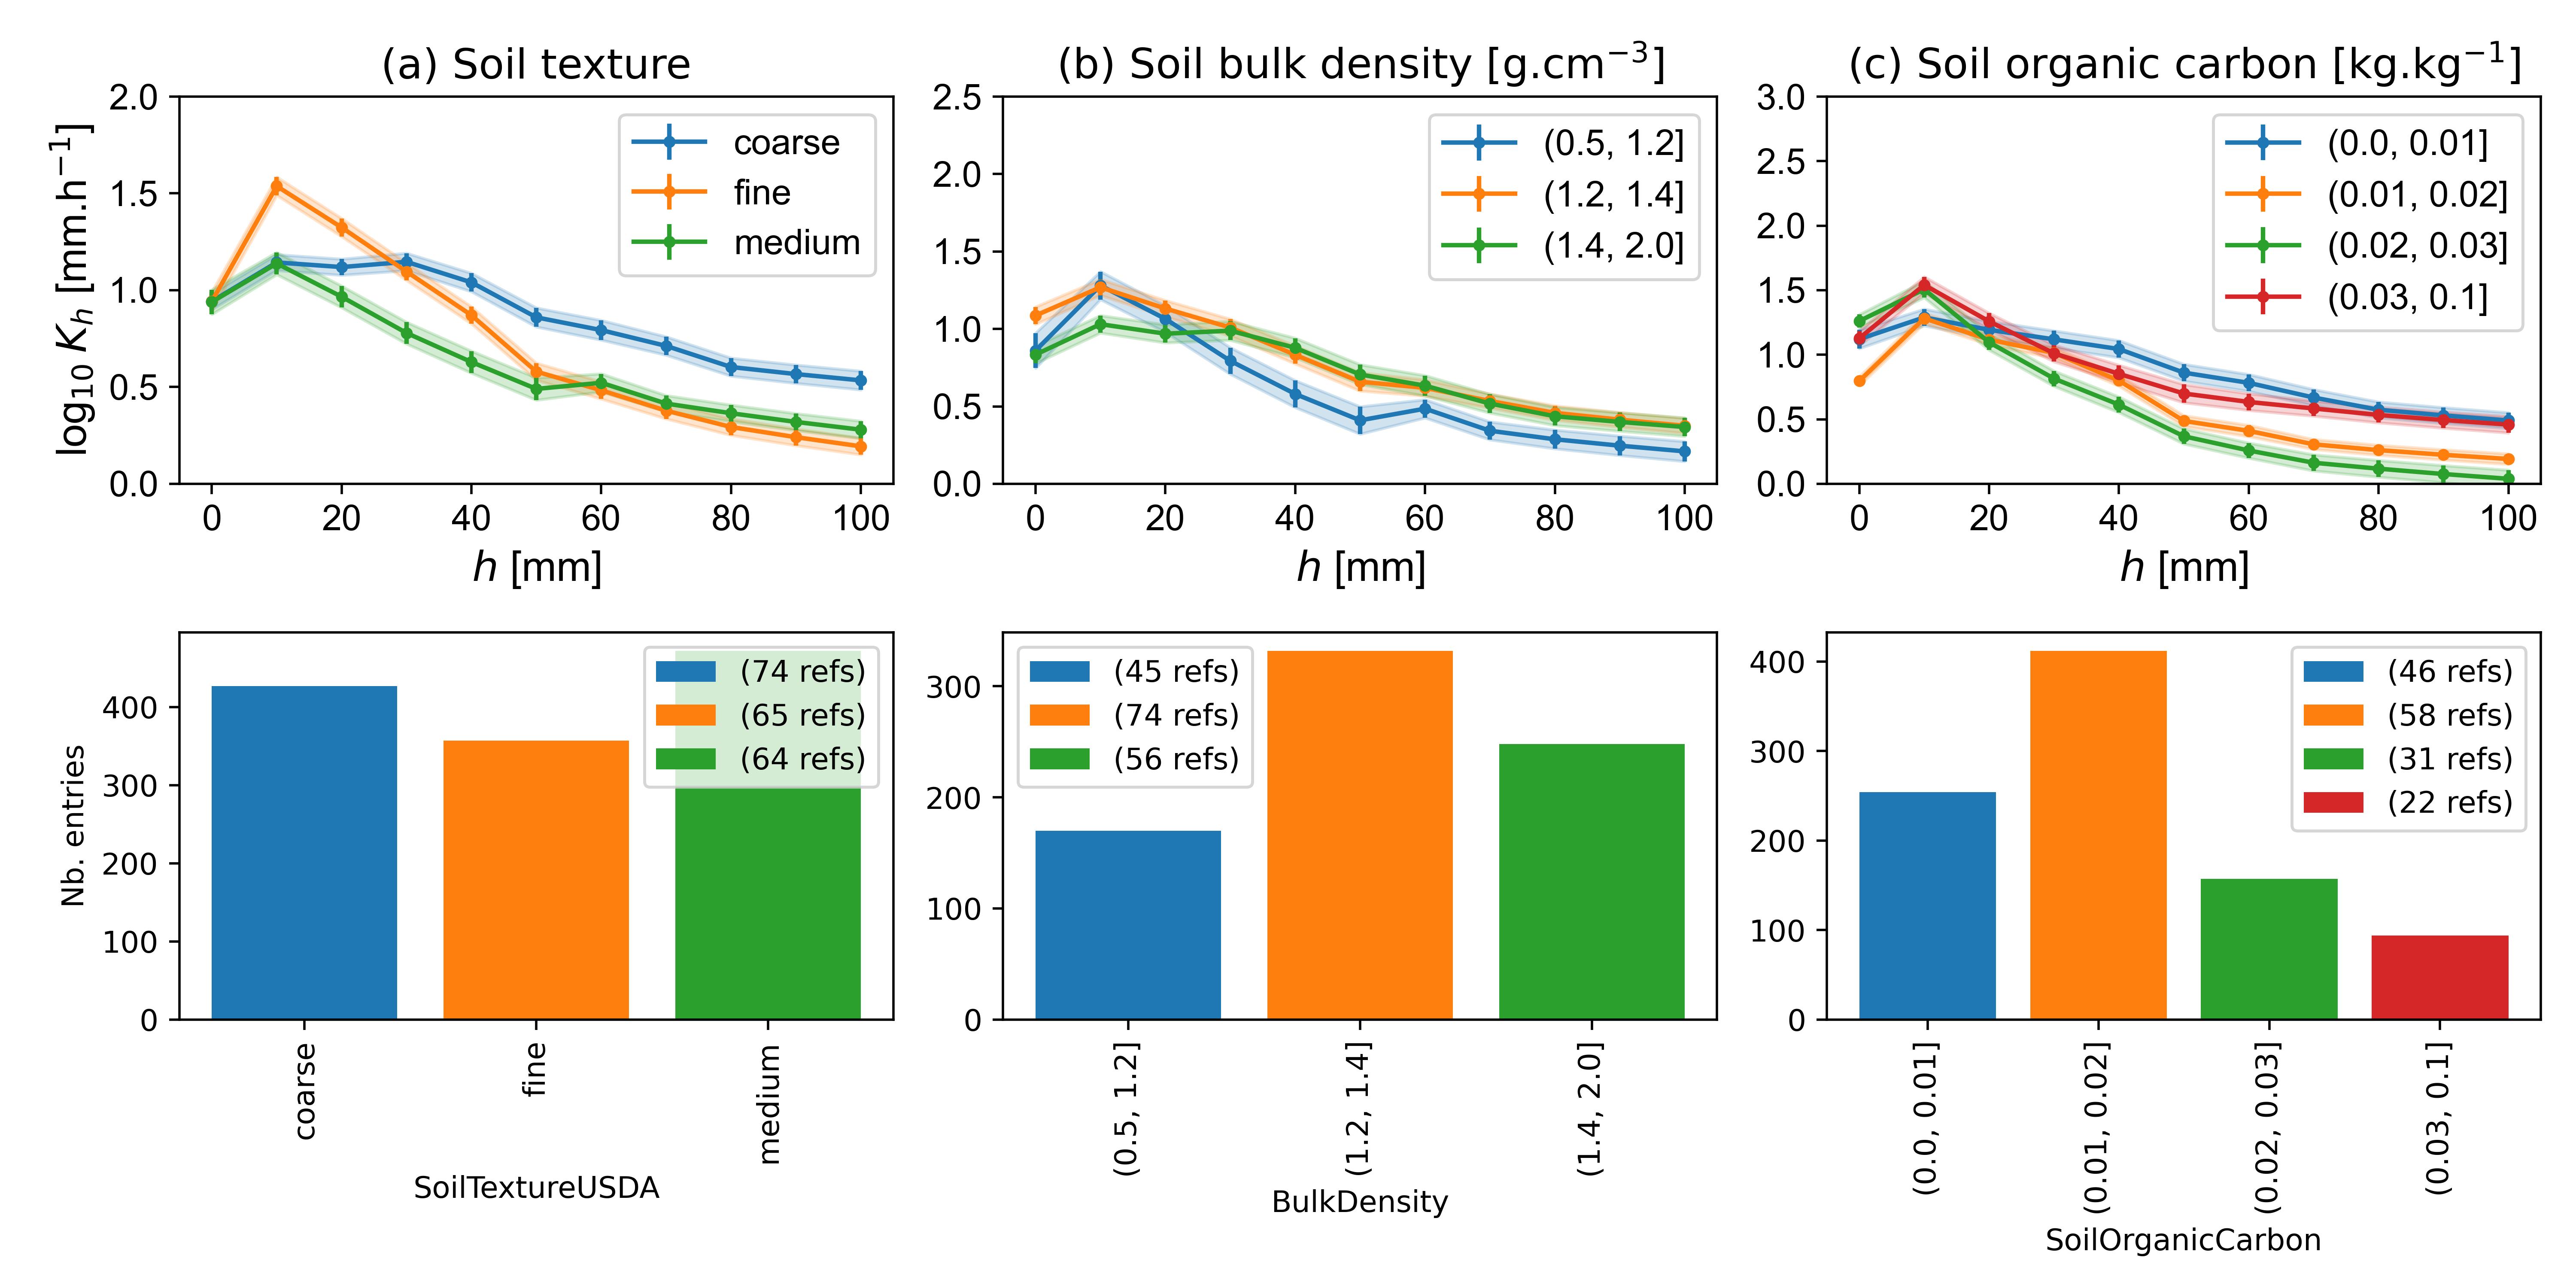 (a) Soil texture
2.0
1.5
1.0
0.5
0.0
log₁₀ Kₕ [mm.h⁻¹]
coarse
fine
medium
0 20 40 60 80 100
h [mm]
(b) Soil bulk density [g.cm⁻³]
2.5
2.0
1.5
1.0
0.5
0.0
(0.5, 1.2]
(1.2, 1.4]
(1.4, 2.0]
0 20 40 60 80 100
h [mm]
(c) Soil organic carbon [kg.kg⁻¹]
3.0
2.5
2.0
1.5
1.0
0.5
0.0
(0.0, 0.01]
(0.01, 0.02]
(0.02, 0.03]
(0.03, 0.1]
0 20 40 60 80 100
h [mm]
400
300
200
100
0
Nb. entries
(74 refs)
(65 refs)
(64 refs)
coarse
fine
medium
SoilTextureUSDA
300
200
100
0
(45 refs)
(74 refs)
(56 refs)
(0.5, 1.2]
(1.2, 1.4]
(1.4, 2.0]
BulkDensity
400
300
200
100
0
(46 refs)
(58 refs)
(31 refs)
(22 refs)
(0.0, 0.01]
(0.01, 0.02]
(0.02, 0.03]
(0.03, 0.1]
SoilOrganicCarbon